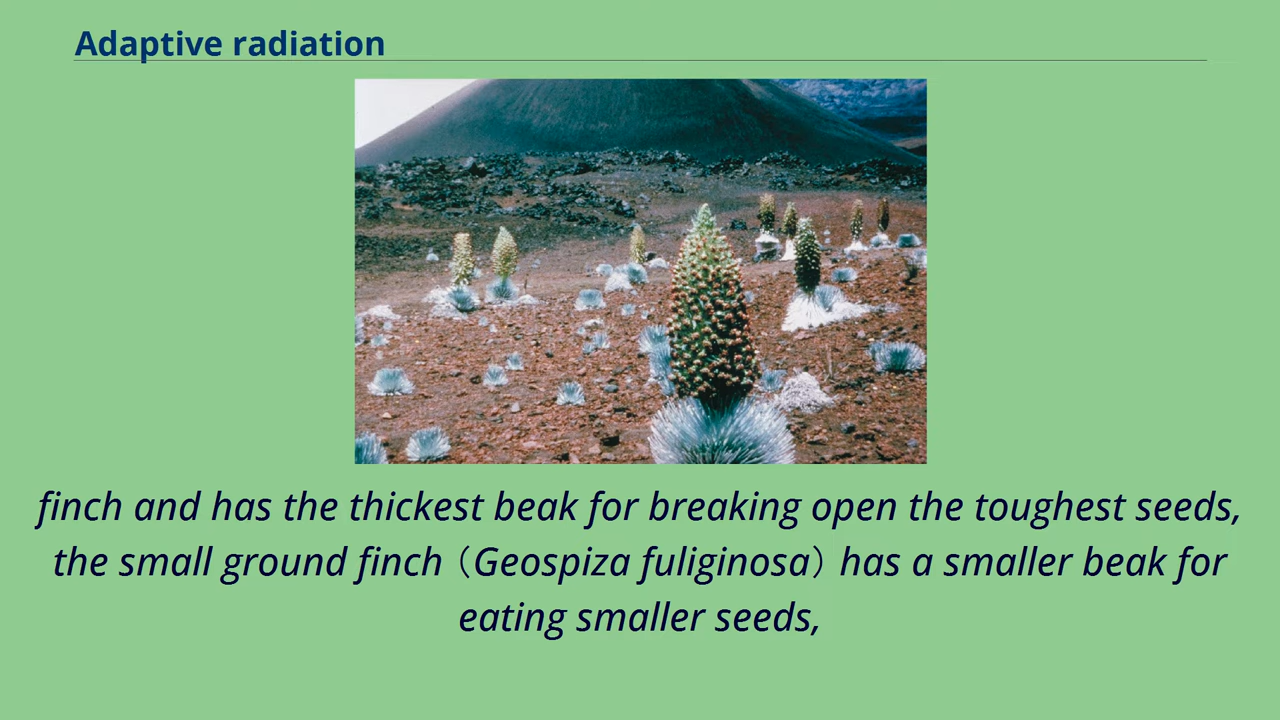 Adaptive radiation
finch and has the thickest beak for breaking open the toughest seeds,
the small ground finch（Geospiza fuliginosa）has a smaller beak for
eating smaller seeds,